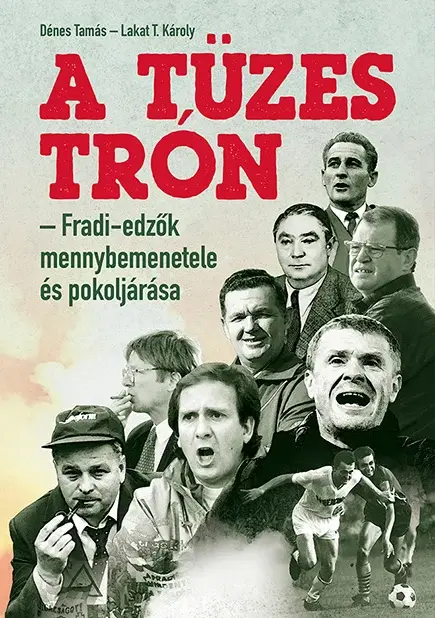 Dénes Tamás – Lakat T. Károly
A TÜZES
TRÓN
– Fradi-edzők
mennybemenetele
és pokoljárása